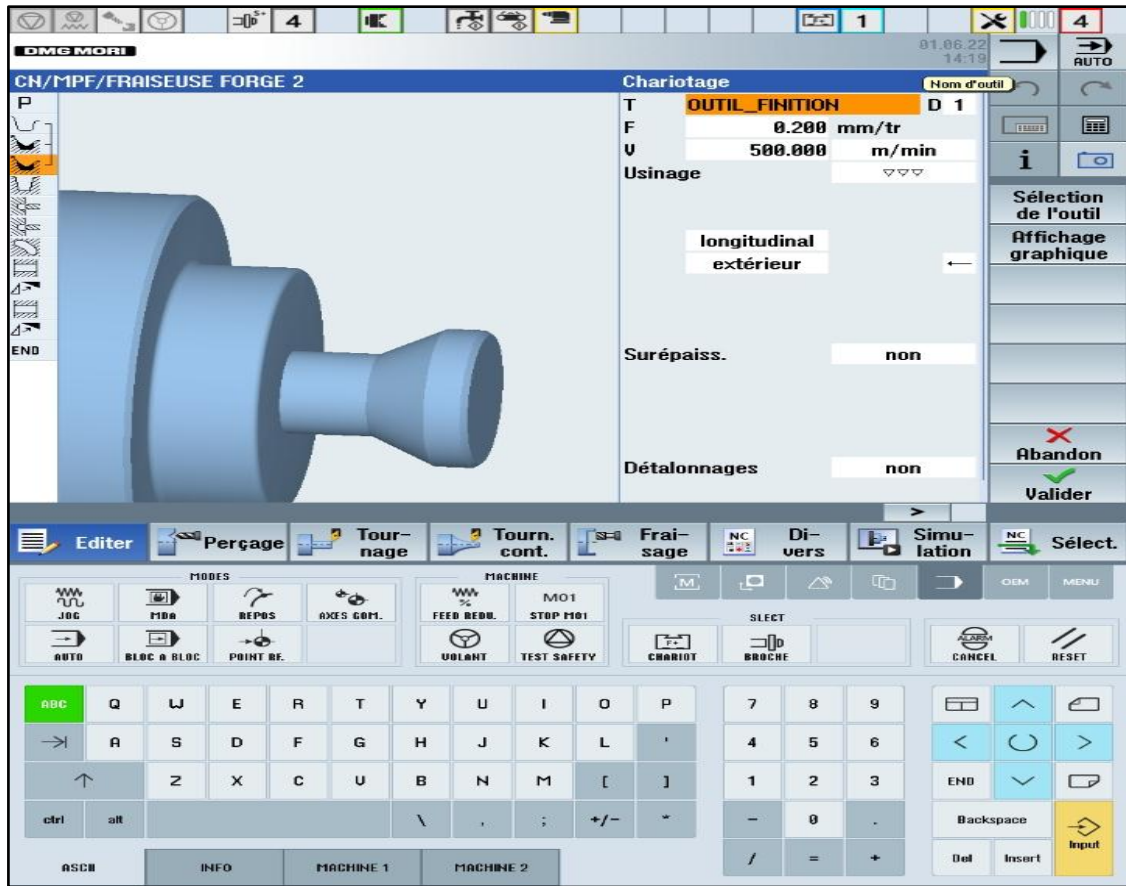 S+
4
1
4
DMG MORI
01.06.22
14:19
AUTO
CN/MPF/FRAISEUSE FORGE 2
Chariotage
Nom d'outil
P
T OUTIL_FINITION D 1
F 0.200 mm/tr
V 500.000 m/min
Usinage ▽▽▽
i
Sélection
de l'outil
longitudinal
Affichage
graphique
extérieur ←
END
Surépaiss. non
Abandon
Détalonnages non
Valider
>
Editer
Perçage
Tour-
nage
Tourn.
cont.
Frai-
sage
NC
Di-
vers
Simu-
lation
NC
Sélect.
MODES
MACHINE
M
OEM
MENU
JOG
MDA
REPOS
AXES COM.
%
FEED REDU.
M01
STOP M01
SLECT
AUTO
BLOC A BLOC
POINT RF.
VOLANT
TEST SAFETY
F+
CHARIOT
BROCHE
ALARM
CANCEL
RESET
ABC Q W E R T Y U I O P 7 8 9
A S D F G H J K L ' 4 5 6 < >
Z X C V B N M [ ] 1 2 3 END
ctrl alt \ , ; +/- * - 0 . Backspace
Input
/ = + Del Insert
ASCII INFO MACHINE 1 MACHINE 2